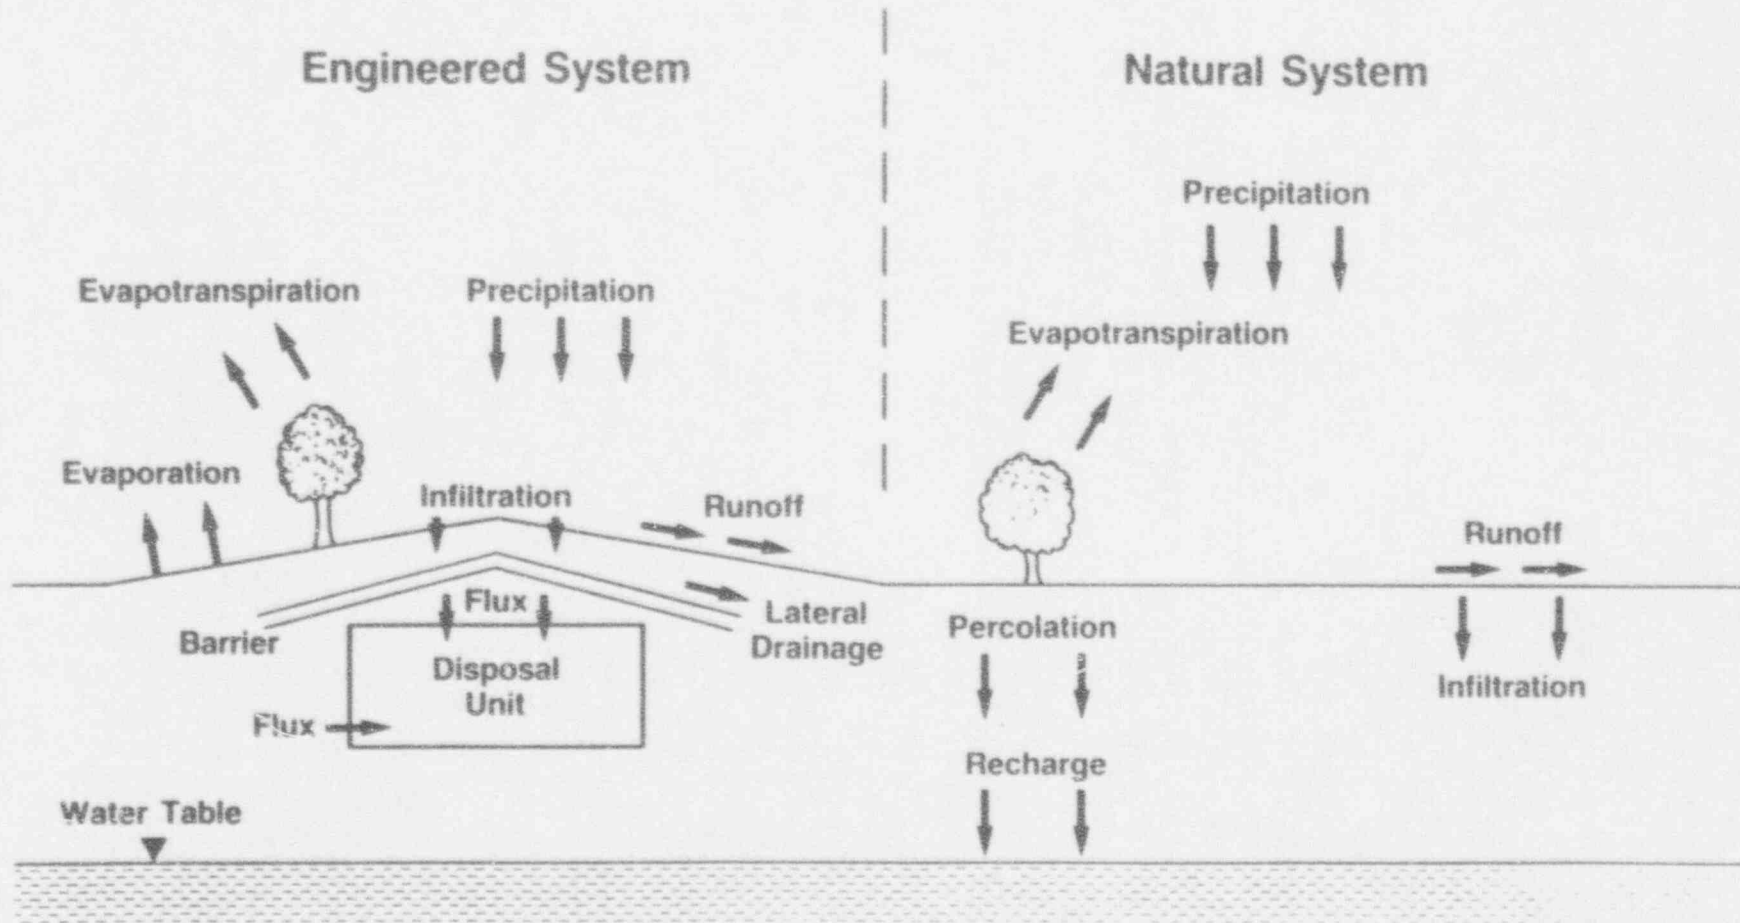 Engineered System
Natural System
Precipitation
Evapotranspiration
Precipitation
Evapotranspiration
Evaporation
Infiltration
Runoff
Runoff
Flux
Lateral
Drainage
Barrier
Percolation
Disposal
Unit
Infiltration
Flux
Recharge
Water Table